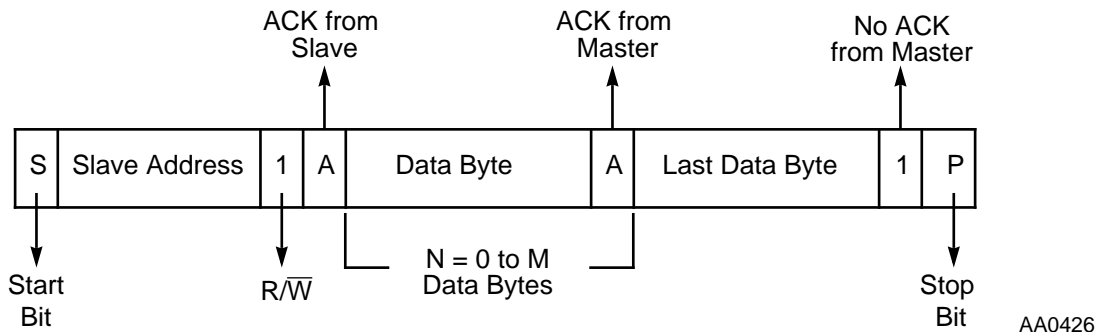 ACK from
Slave
ACK from
Master
No ACK
from Master
S Slave Address 1 A Data Byte A Last Data Byte 1 P
Start
Bit
R/W̅
N = 0 to M
Data Bytes
Stop
Bit
AA0426